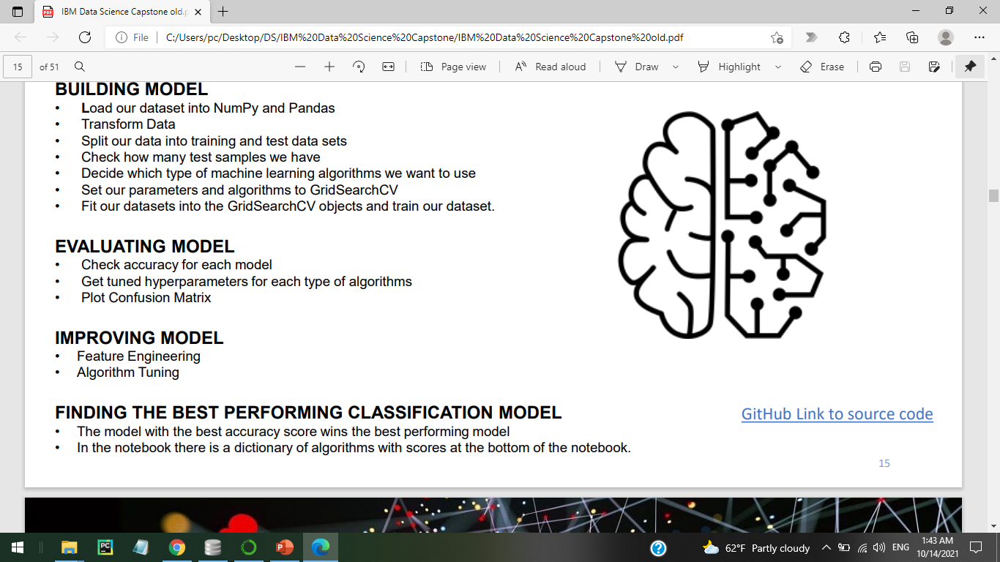 IBM Data Science Capstone old.p
File
C:/Users/pc/Desktop/DS/IBM%20Data%20Science%20Capstone/IBM%20Data%20Science%20Capstone%20old.pdf
15 of 51
Page view
Read aloud
Draw
Highlight
Erase
BUILDING MODEL
• Load our dataset into NumPy and Pandas
• Transform Data
• Split our data into training and test data sets
• Check how many test samples we have
• Decide which type of machine learning algorithms we want to use
• Set our parameters and algorithms to GridSearchCV
• Fit our datasets into the GridSearchCV objects and train our dataset.
EVALUATING MODEL
• Check accuracy for each model
• Get tuned hyperparameters for each type of algorithms
• Plot Confusion Matrix
IMPROVING MODEL
• Feature Engineering
• Algorithm Tuning
FINDING THE BEST PERFORMING CLASSIFICATION MODEL
• The model with the best accuracy score wins the best performing model
• In the notebook there is a dictionary of algorithms with scores at the bottom of the notebook.
GitHub Link to source code
15
62°F Partly cloudy
ENG
1:43 AM
10/14/2021